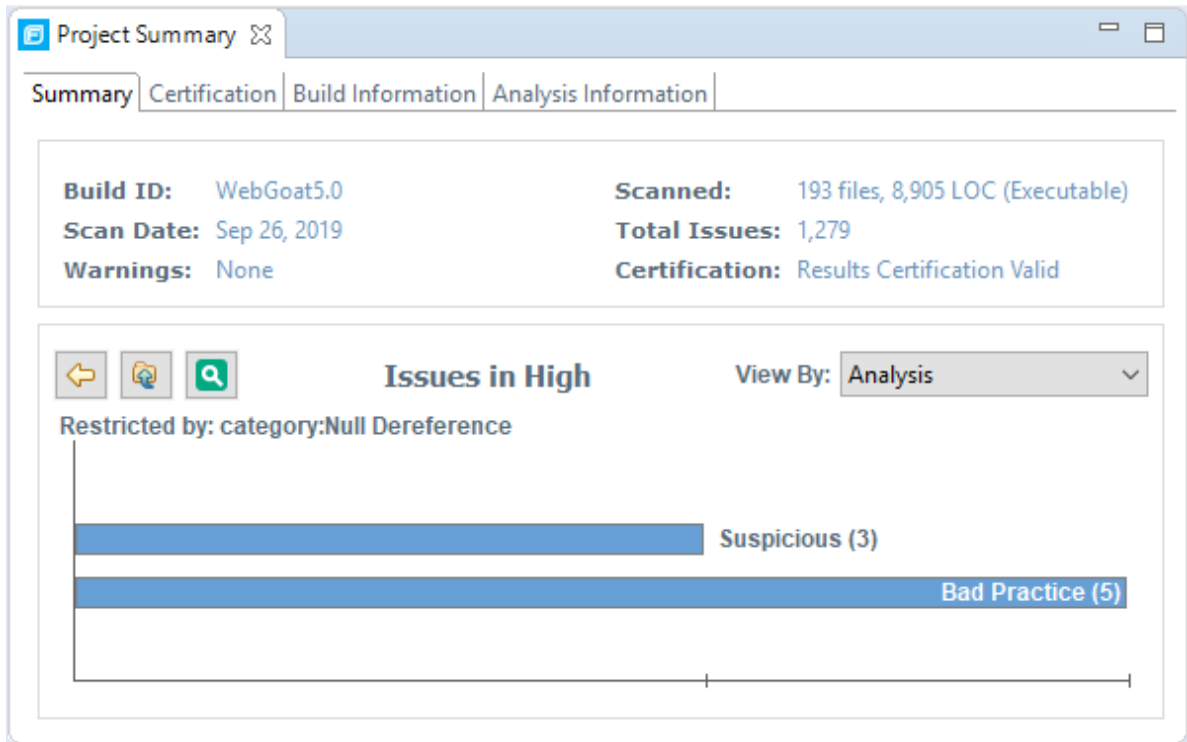 Project Summary
Summary Certification Build Information Analysis Information
Build ID: WebGoat5.0 Scanned: 193 files, 8,905 LOC (Executable)
Scan Date: Sep 26, 2019 Total Issues: 1,279
Warnings: None Certification: Results Certification Valid
Issues in High View By: Analysis
Restricted by: category:Null Dereference
Suspicious (3)
Bad Practice (5)